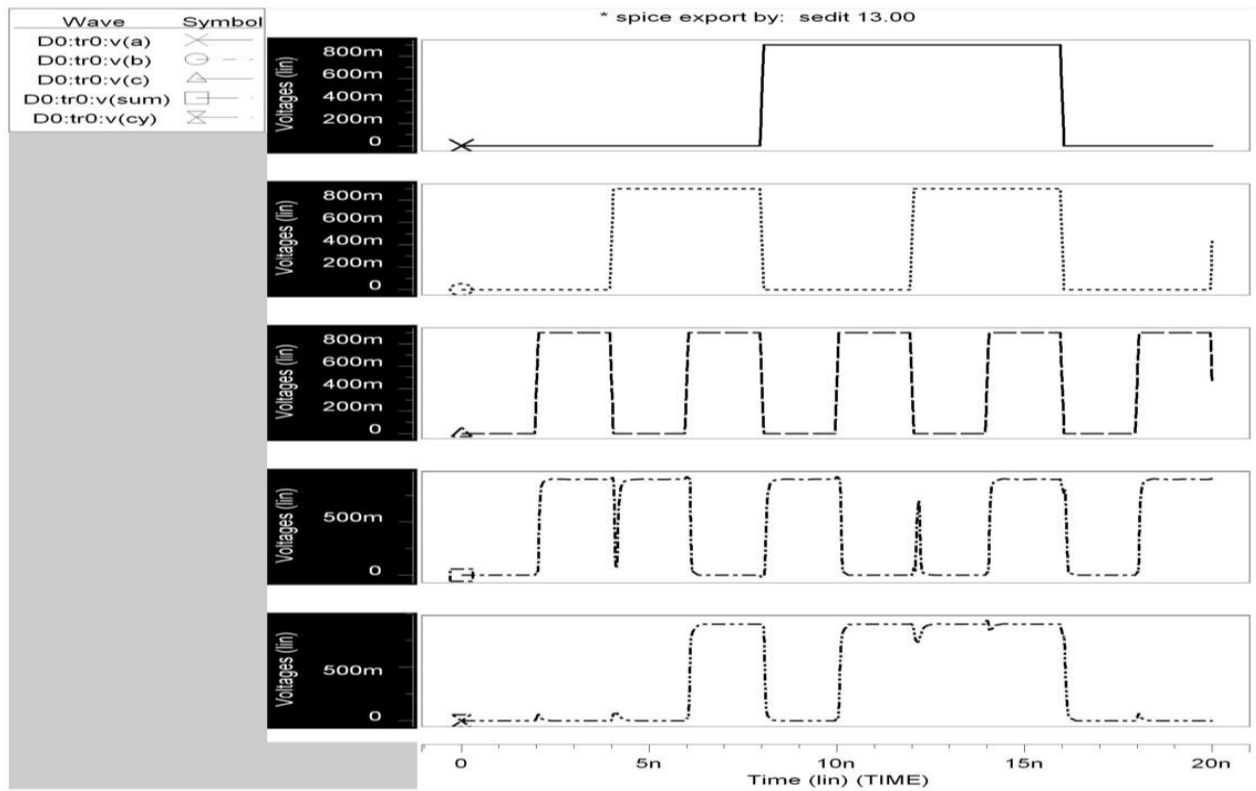 * spice export by: sedit 13.00
Wave Symbol
D0:tr0:v(a)
D0:tr0:v(b)
D0:tr0:v(c)
D0:tr0:v(sum)
D0:tr0:v(cy)
Voltages (lin)
800m
600m
400m
200m
0
Voltages (lin)
800m
600m
400m
200m
0
Voltages (lin)
800m
600m
400m
200m
0
Voltages (lin)
500m
0
Voltages (lin)
500m
0
0 5n 10n 15n 20n
Time (lin) (TIME)